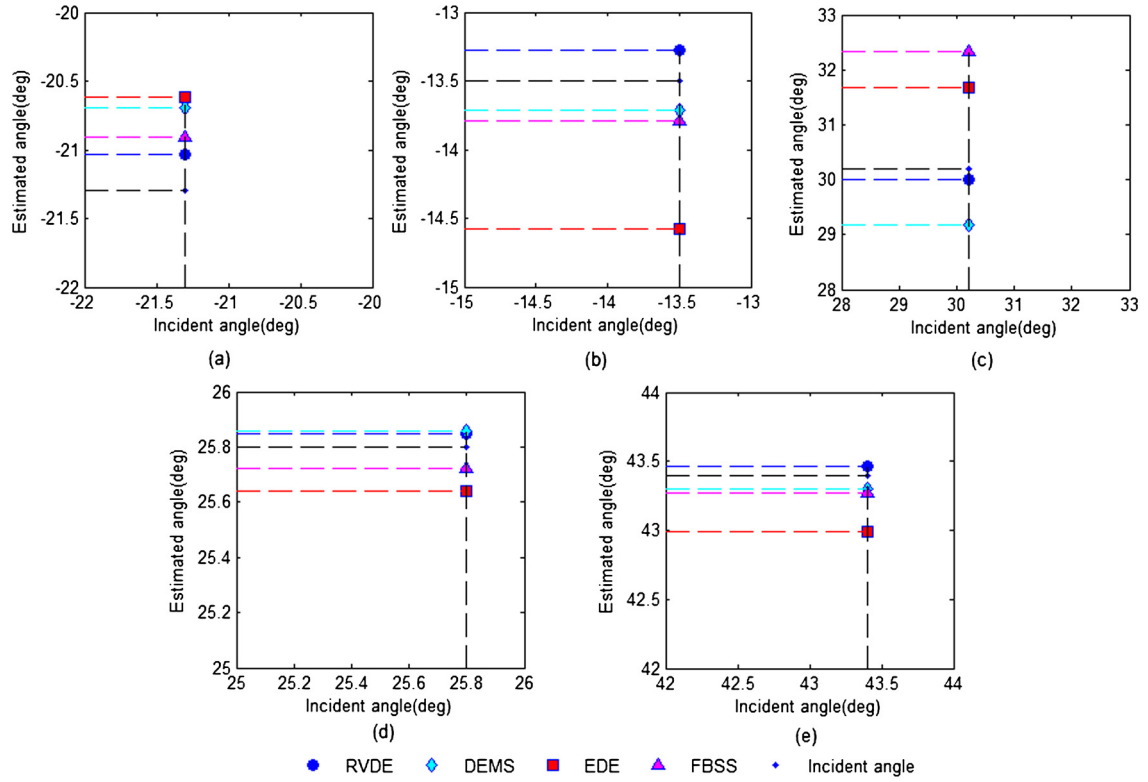 -20
-20.5
-21
-21.5
-22
Estimated angle(deg)
-22 -21.5 -21 -20.5 -20
Incident angle(deg)
(a)
-13
-13.5
-14
-14.5
-15
Estimated angle(deg)
-15 -14.5 -14 -13.5 -13
Incident angle(deg)
(b)
33
32
31
30
29
28
Estimated angle(deg)
28 29 30 31 32 33
Incident angle(deg)
(c)
26
25.8
25.6
25.4
25.2
25
Estimated angle(deg)
25 25.2 25.4 25.6 25.8 26
Incident angle(deg)
(d)
44
43.5
43
42.5
42
Estimated angle(deg)
42 42.5 43 43.5 44
Incident angle(deg)
(e)
RVDE DEMS EDE FBSS Incident angle